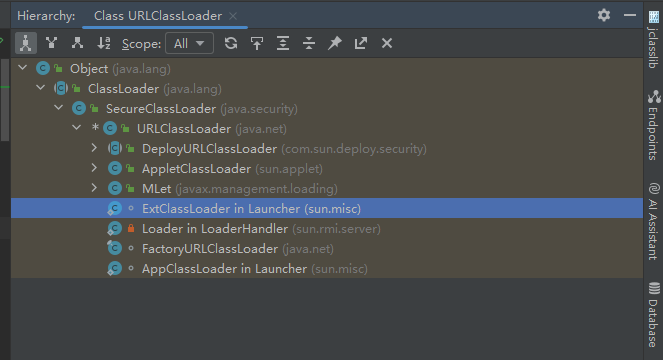 Hierarchy: Class URLClassLoader
Scope: All
Object (java.lang)
ClassLoader (java.lang)
SecureClassLoader (java.security)
* URLClassLoader (java.net)
DeployURLClassLoader (com.sun.deploy.security)
AppletClassLoader (sun.applet)
MLet (javax.management.loading)
ExtClassLoader in Launcher (sun.misc)
Loader in LoaderHandler (sun.rmi.server)
FactoryURLClassLoader (java.net)
AppClassLoader in Launcher (sun.misc)
jclasslib
Endpoints
AI Assistant
Database